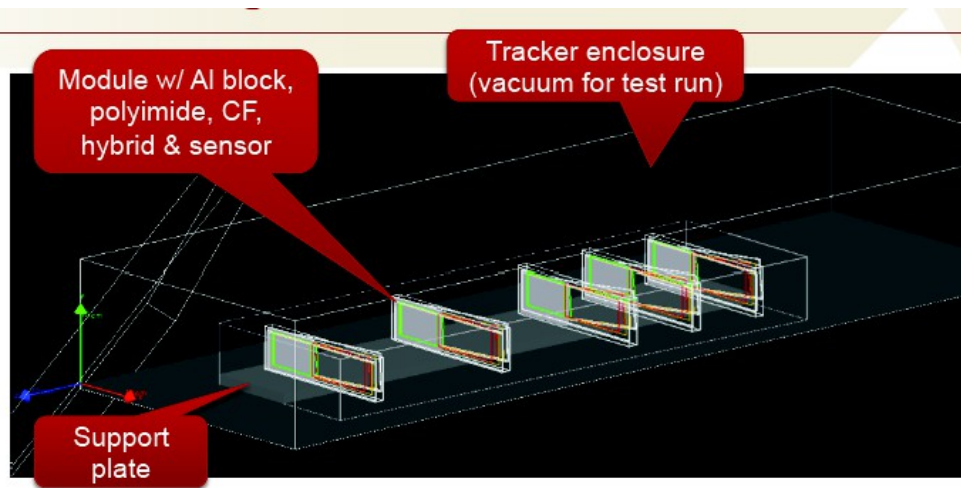 Tracker enclosure
(vacuum for test run)
Module w/ Al block,
polyimide, CF,
hybrid & sensor
Support
plate